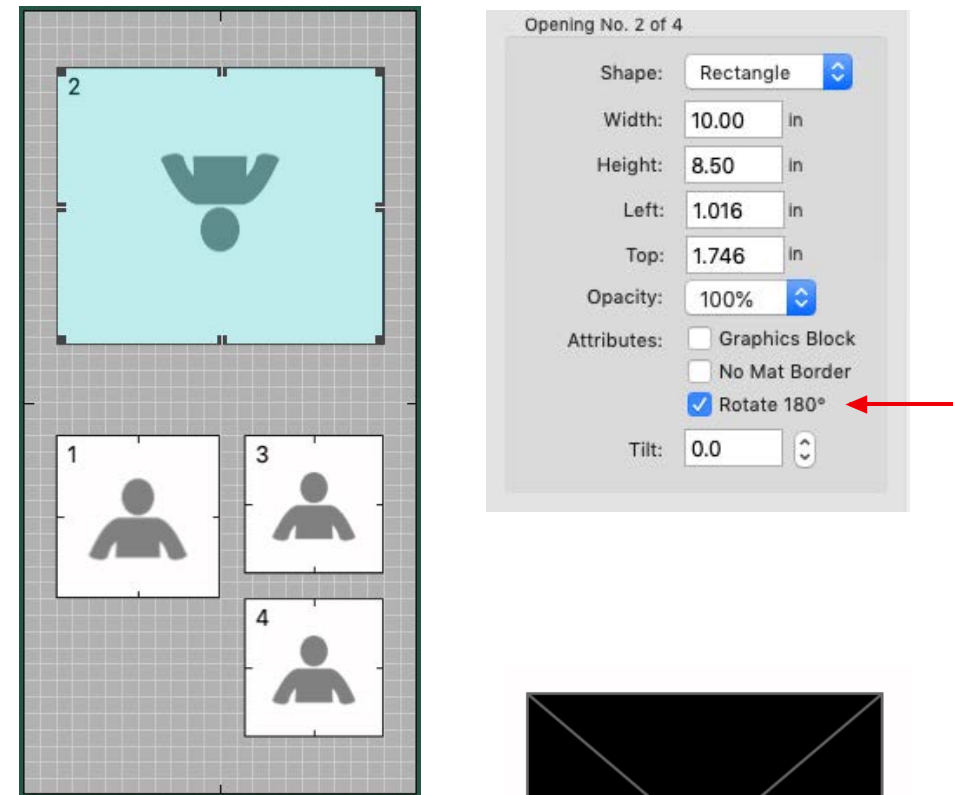 2
1
3
4
Opening No. 2 of 4
Shape: Rectangle
Width: 10.00 in
Height: 8.50 in
Left: 1.016 in
Top: 1.746 in
Opacity: 100%
Attributes: Graphics Block
No Mat Border
Rotate 180°
Tilt: 0.0